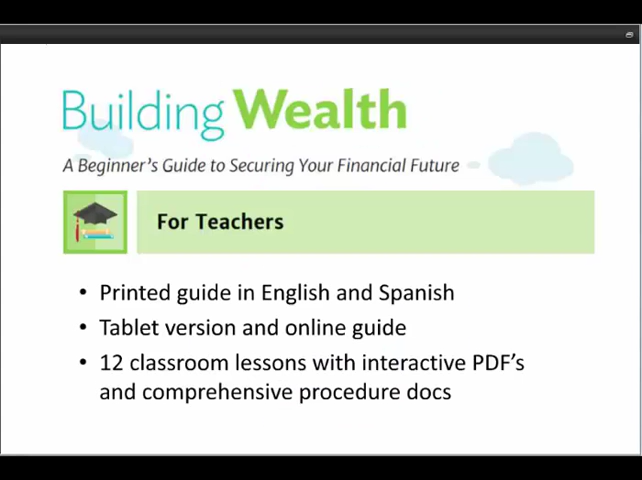 Building Wealth
A Beginner's Guide to Securing Your Financial Future
For Teachers
• Printed guide in English and Spanish
• Tablet version and online guide
• 12 classroom lessons with interactive PDF's
and comprehensive procedure docs